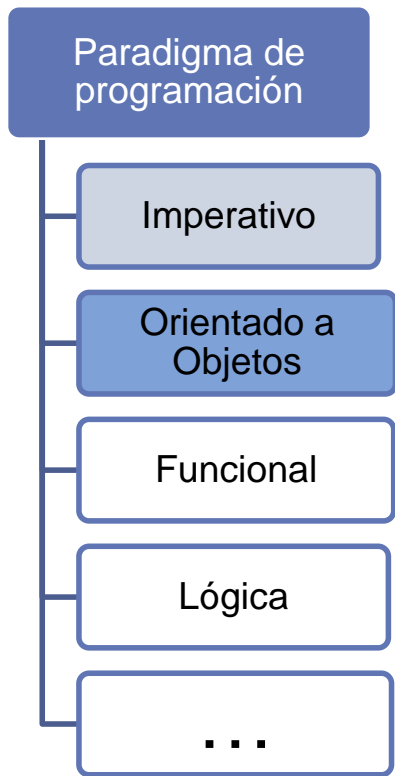 Paradigma de
programación
Imperativo
Orientado a
Objetos
Funcional
Lógica
...